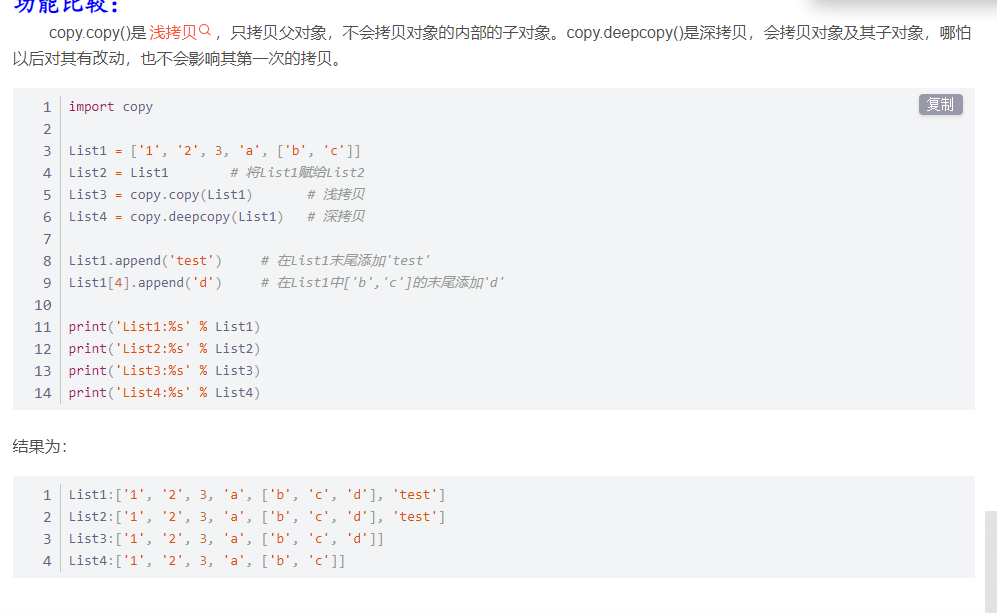 功能比较：
copy.copy()是浅拷贝，只拷贝父对象，不会拷贝对象的内部的子对象。copy.deepcopy()是深拷贝，会拷贝对象及其子对象，哪怕
以后对其有改动，也不会影响其第一次的拷贝。
复制
1 import copy
2
3 List1 = ['1', '2', 3, 'a', ['b', 'c']]
4 List2 = List1        # 将List1赋给List2
5 List3 = copy.copy(List1)       # 浅拷贝
6 List4 = copy.deepcopy(List1)   # 深拷贝
7
8 List1.append('test')     # 在List1末尾添加'test'
9 List1[4].append('d')     # 在List1中['b','c']的末尾添加'd'
10
11 print('List1:%s' % List1)
12 print('List2:%s' % List2)
13 print('List3:%s' % List3)
14 print('List4:%s' % List4)
结果为：
1 List1:['1', '2', 3, 'a', ['b', 'c', 'd'], 'test']
2 List2:['1', '2', 3, 'a', ['b', 'c', 'd'], 'test']
3 List3:['1', '2', 3, 'a', ['b', 'c', 'd']]
4 List4:['1', '2', 3, 'a', ['b', 'c']]